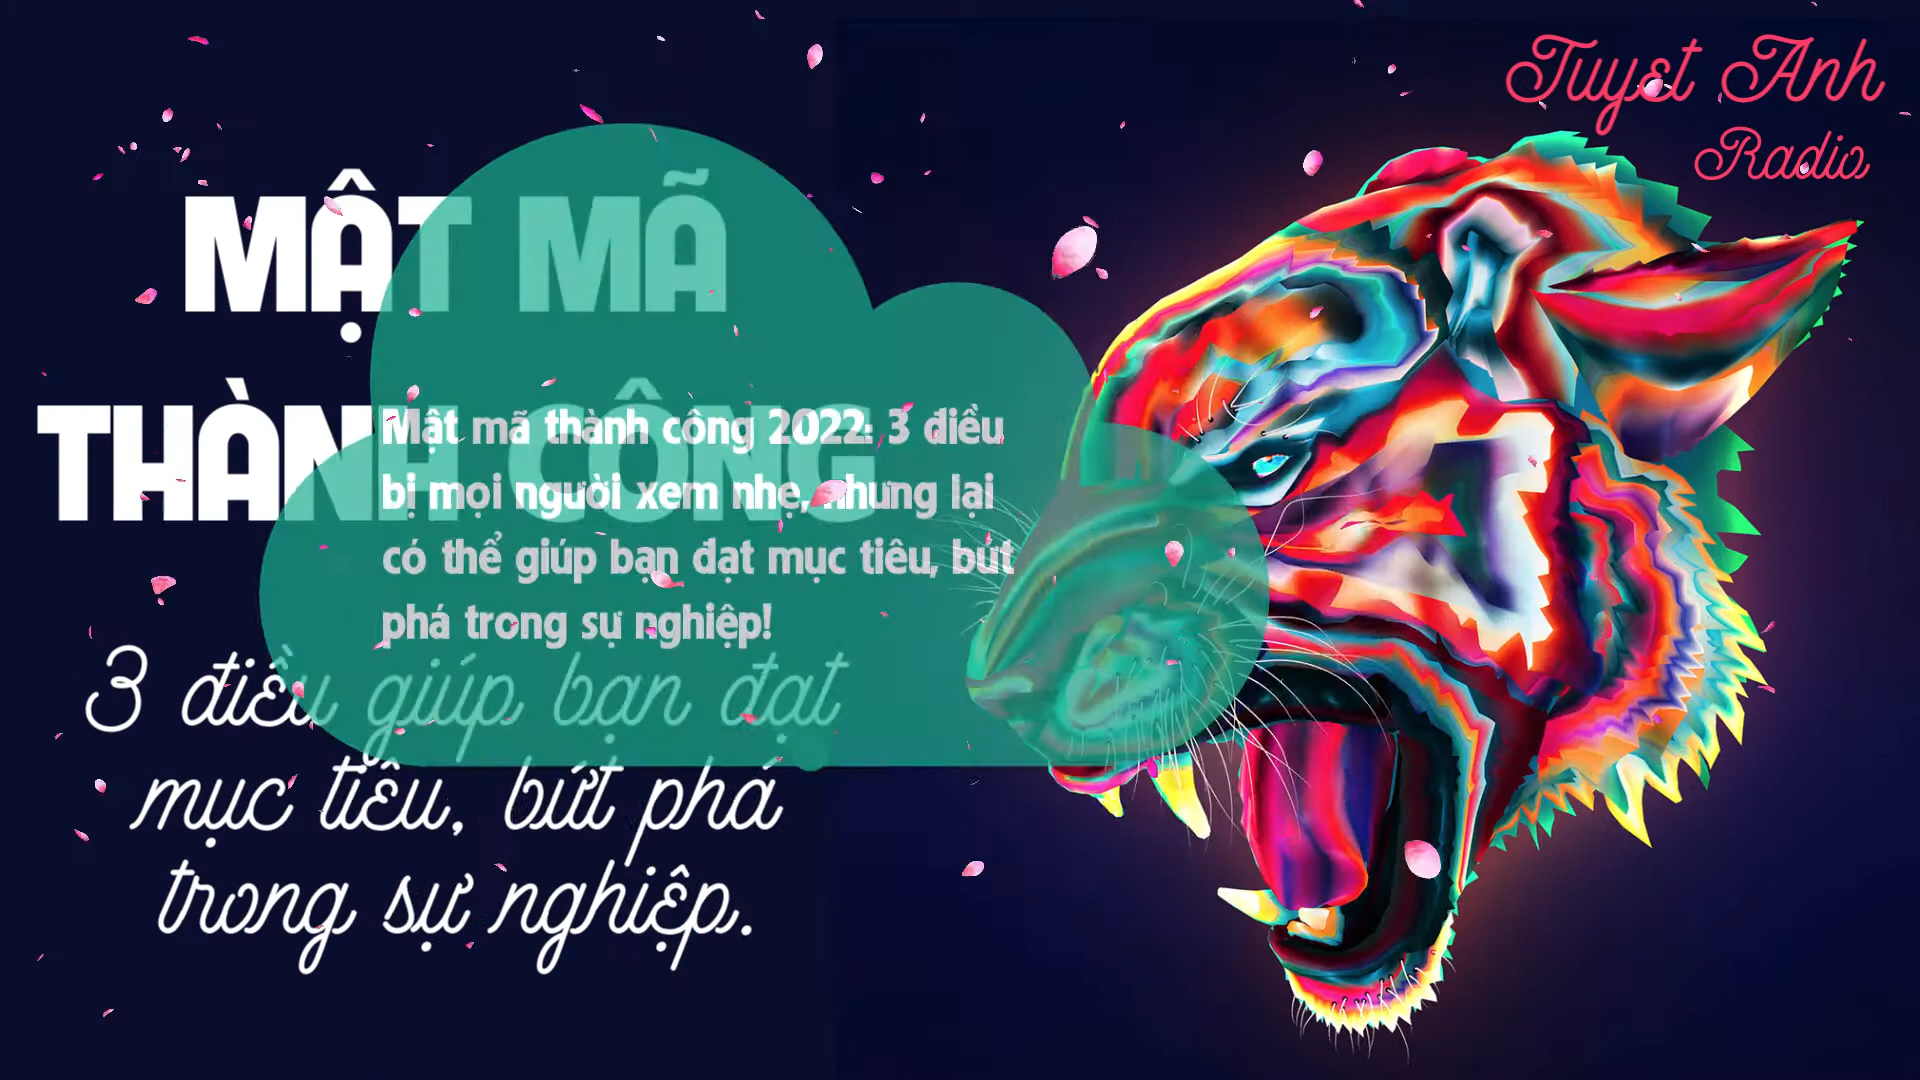 Tuyet Anh
Radio
MẬT MÃ
THÀNH CÔNG
Mật mã thành công 2022: 3 điều
bị mọi người xem nhẹ, nhưng lại
có thể giúp bạn đạt mục tiêu, bứt
phá trong sự nghiệp!
3 điều giúp bạn đạt
mục tiêu, bứt phá
trong sự nghiệp.